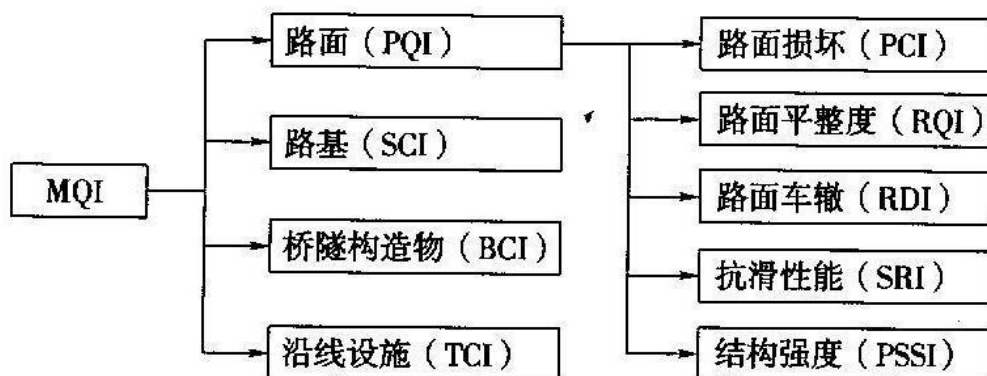 MQI
路面（PQI）
路基（SCI）
桥隧构造物（BCI）
沿线设施（TCI）
路面损坏（PCI）
路面平整度（RQI）
路面车辙（RDI）
抗滑性能（SRI）
结构强度（PSSI）